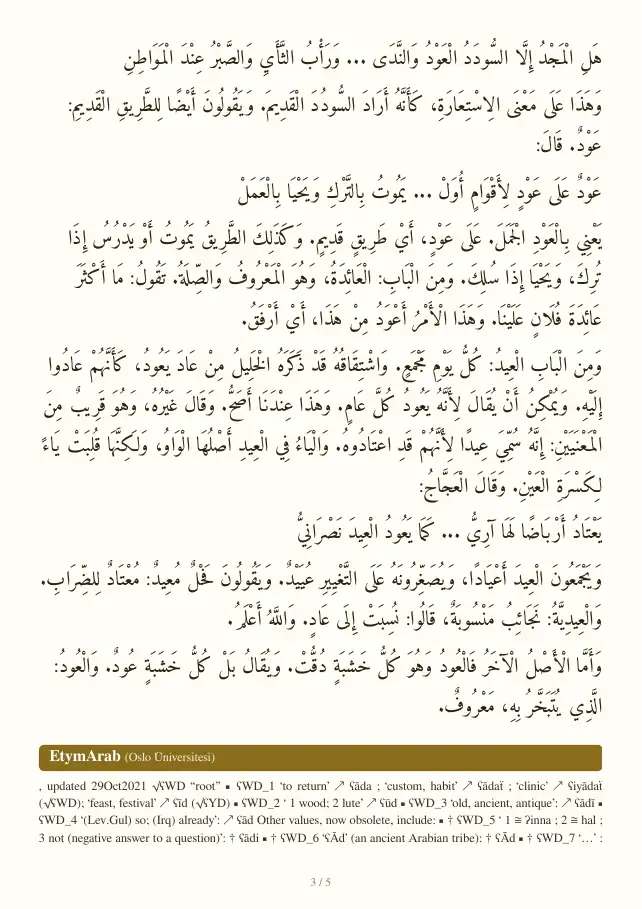 هَلِ الْمَجْدُ إِلَّا السُّودَدُ الْعَوْدُ وَالنَّدَى ... وَرَأْبُ الثَّأَيِ وَالصَّبْرُ عِنْدَ الْمَوَاطِنِ
وَهَذَا عَلَى مَعْنَى الِاسْتِعَارَةِ، كَأَنَّهُ أَرَادَ السُّودُدَ الْقَدِيمَ. وَيَقُولُونَ أَيْضًا لِلطَّرِيقِ الْقَدِيمِ:
عَوْدٌ. قَالَ:
عَوْدٌ عَلَى عَوْدٍ لِأَقْوَامٍ أُوَلْ ... يَمُوتُ بِالتَّرْكِ وَيَحْيَا بِالْعَمَلْ
يَعْنِي بِالْعَوْدِ الْجَمَلَ. عَلَى عَوْدٍ، أَيْ طَرِيقٍ قَدِيمٍ. وَكَذَلِكَ الطَّرِيقُ يَمُوتُ أَوْ يَدْرُسُ إِذَا
تُرِكَ، وَيَحْيَا إِذَا سُلِكَ. وَمِنَ الْبَابِ: الْعَائِدَةُ، وَهُوَ الْمَعْرُوفُ وَالصِّلَةُ. تَقُولُ: مَا أَكْثَرَ
عَائِدَةَ فُلَانٍ عَلَيْنَا. وَهَذَا الْأَمْرُ أَعْوَدُ مِنْ هَذَا، أَيْ أَرْفَقُ.
وَمِنَ الْبَابِ الْعِيدُ: كُلُّ يَوْمِ مَجْمَعٍ. وَاشْتِقَاقُهُ قَدْ ذَكَرَهُ الْخَلِيلُ مِنْ عَادَ يَعُودُ، كَأَنَّهُمْ عَادُوا
إِلَيْهِ. وَيُمْكِنُ أَنْ يُقَالَ لِأَنَّهُ يَعُودُ كُلَّ عَامٍ. وَهَذَا عِنْدَنَا أَصَحُّ. وَقَالَ غَيْرُهُ، وَهُوَ قَرِيبٌ مِنَ
الْمَعْنَيَيْنِ: إِنَّهُ سُمِّيَ عِيدًا لِأَنَّهُمْ قَدِ اعْتَادُوهُ. وَالْيَاءُ فِي الْعِيدِ أَصْلُهَا الْوَاوُ، وَلَكِنَّهَا قُلِبَتْ يَاءً
لِكَسْرَةِ الْعَيْنِ. وَقَالَ الْعَجَّاجُ:
يَعْتَادُ أَرْبَاضًا لَهَا آرِيُّ ... كَمَا يَعُودُ الْعِيدَ نَصْرَانِيُّ
وَيَجْمَعُونَ الْعِيدَ أَعْيَادًا، وَيُصَغِّرُونَهُ عَلَى التَّغْيِيرِ عُيَيْدٌ. وَيَقُولُونَ فَحْلٌ مُعِيدٌ: مُعْتَادٌ لِلضِّرَابِ.
وَالْعِيدِيَّةُ: نَجَائِبُ مَنْسُوبَةٌ، قَالُوا: نُسِبَتْ إِلَى عَادٍ. وَاللَّهُ أَعْلَمُ.
وَأَمَّا الْأَصْلُ الْآخَرُ فَالْعُودُ وَهُوَ كُلُّ خَشَبَةٍ دُقَّتْ. وَيُقَالُ بَلْ كُلُّ خَشَبَةٍ عُودٌ. وَالْعُودُ:
الَّذِي يُتَبَخَّرُ بِهِ، مَعْرُوفٌ.
EtymArab (Oslo Üniversitesi)
, updated 29Oct2021 √ʕWD “root” ▪ ʕWD_1 ‘to return’ ↗ ʕāda ; ‘custom, habit’ ↗ ʕādaẗ ; ‘clinic’ ↗ ʕiyādaẗ
(√ʕWD); ‘feast, festival’ ↗ ʕīd (√ʕYD) ▪ ʕWD_2 ‘ 1 wood; 2 lute’ ↗ ʕūd ▪ ʕWD_3 ‘old, ancient, antique’: ↗ ʕādī ▪
ʕWD_4 ‘(Lev.Gul) so; (Irq) already’: ↗ ʕād Other values, now obsolete, include: ▪ † ʕWD_5 ‘ 1 ≅ ʔinna ; 2 ≅ hal ;
3 not (negative answer to a question)’: † ʕādi ▪ † ʕWD_6 ‘ʕĀd’ (an ancient Arabian tribe): † ʕĀd ▪ † ʕWD_7 ‘…’ :
3 / 5